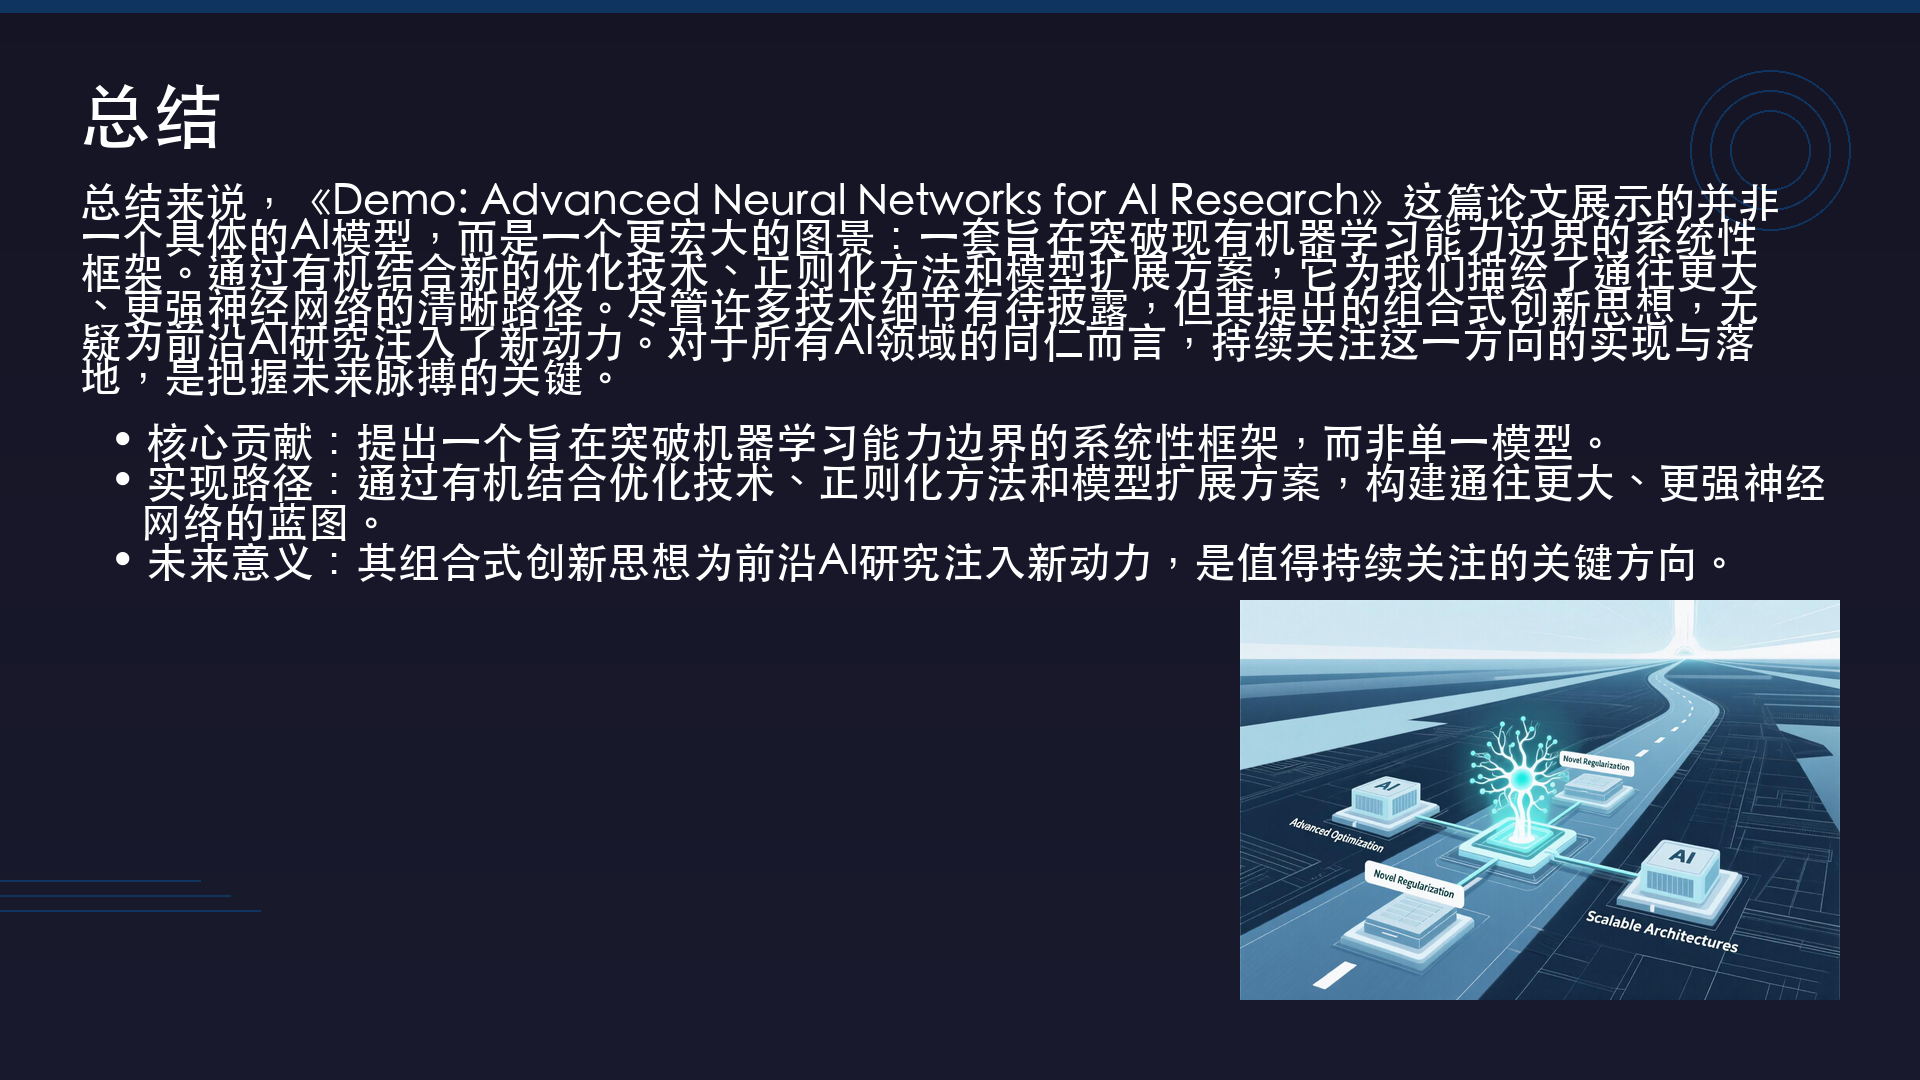 总结
总结来说，《Demo: Advanced Neural Networks for AI Research》这篇论文展示的并非
一个具体的AI模型，而是一个更宏大的图景：一套旨在突破现有机器学习能力边界的系统性
框架。通过有机结合新的优化技术、正则化方法和模型扩展方案，它为我们描绘了通往更大
、更强神经网络的清晰路径。尽管许多技术细节有待披露，但其提出的组合式创新思想，无
疑为前沿AI研究注入了新动力。对于所有AI领域的同仁而言，持续关注这一方向的实现与落
地，是把握未来脉搏的关键。
• 核心贡献：提出一个旨在突破机器学习能力边界的系统性框架，而非单一模型。
• 实现路径：通过有机结合优化技术、正则化方法和模型扩展方案，构建通往更大、更强神经
网络的蓝图。
• 未来意义：其组合式创新思想为前沿AI研究注入新动力，是值得持续关注的关键方向。
Novel Regularization
AI
Advanced Optimization
AI
Novel Regularization
Scalable Architectures